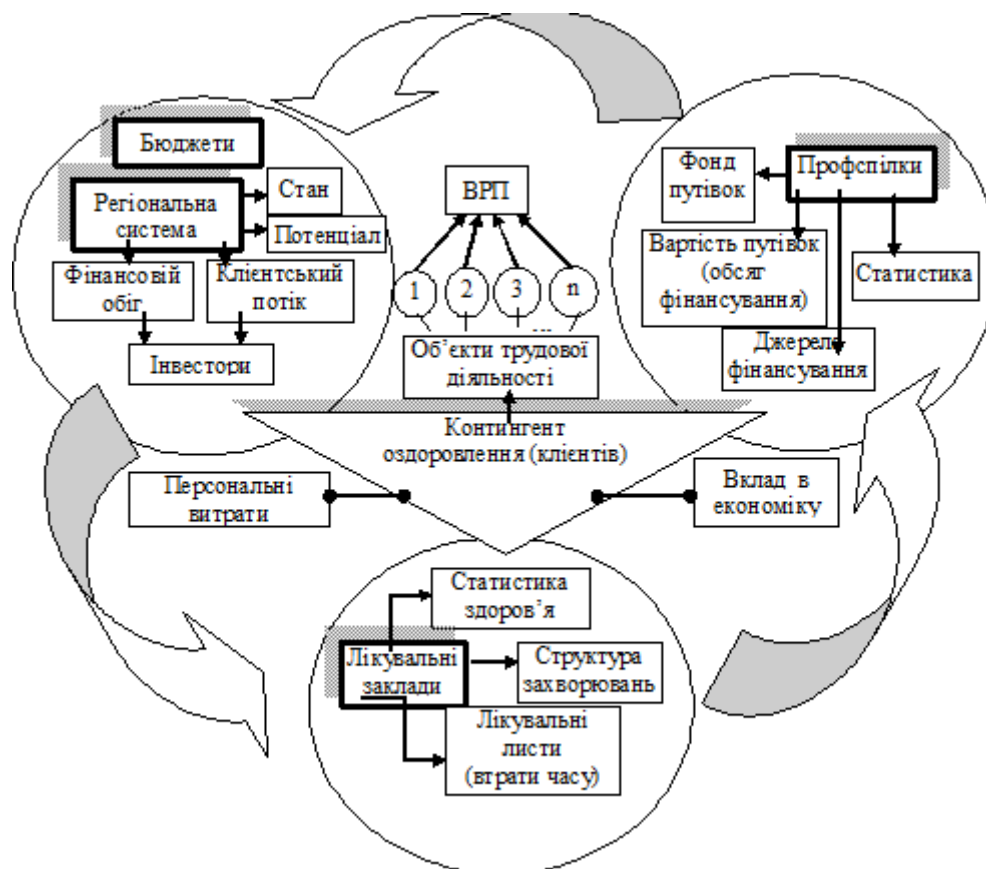 Бюджети
Регіональна
система
Стан
Потенціал
Фінансовій
обіг
Клієнтський
потік
Інвестори
ВРП
1
2
3
n
...
Об’єкти трудової
діяльності
Контингент
оздоровлення (клієнтів)
Фонд
путівок
Профспілки
Вартість путівок
(обсяг
фінансування)
Статистика
Джерела
фінансування
Персональні
витрати
Вклад в
економіку
Статистика
здоров’я
Лікувальні
заклади
Структура
захворювань
Лікувальні
листи
(втрати часу)